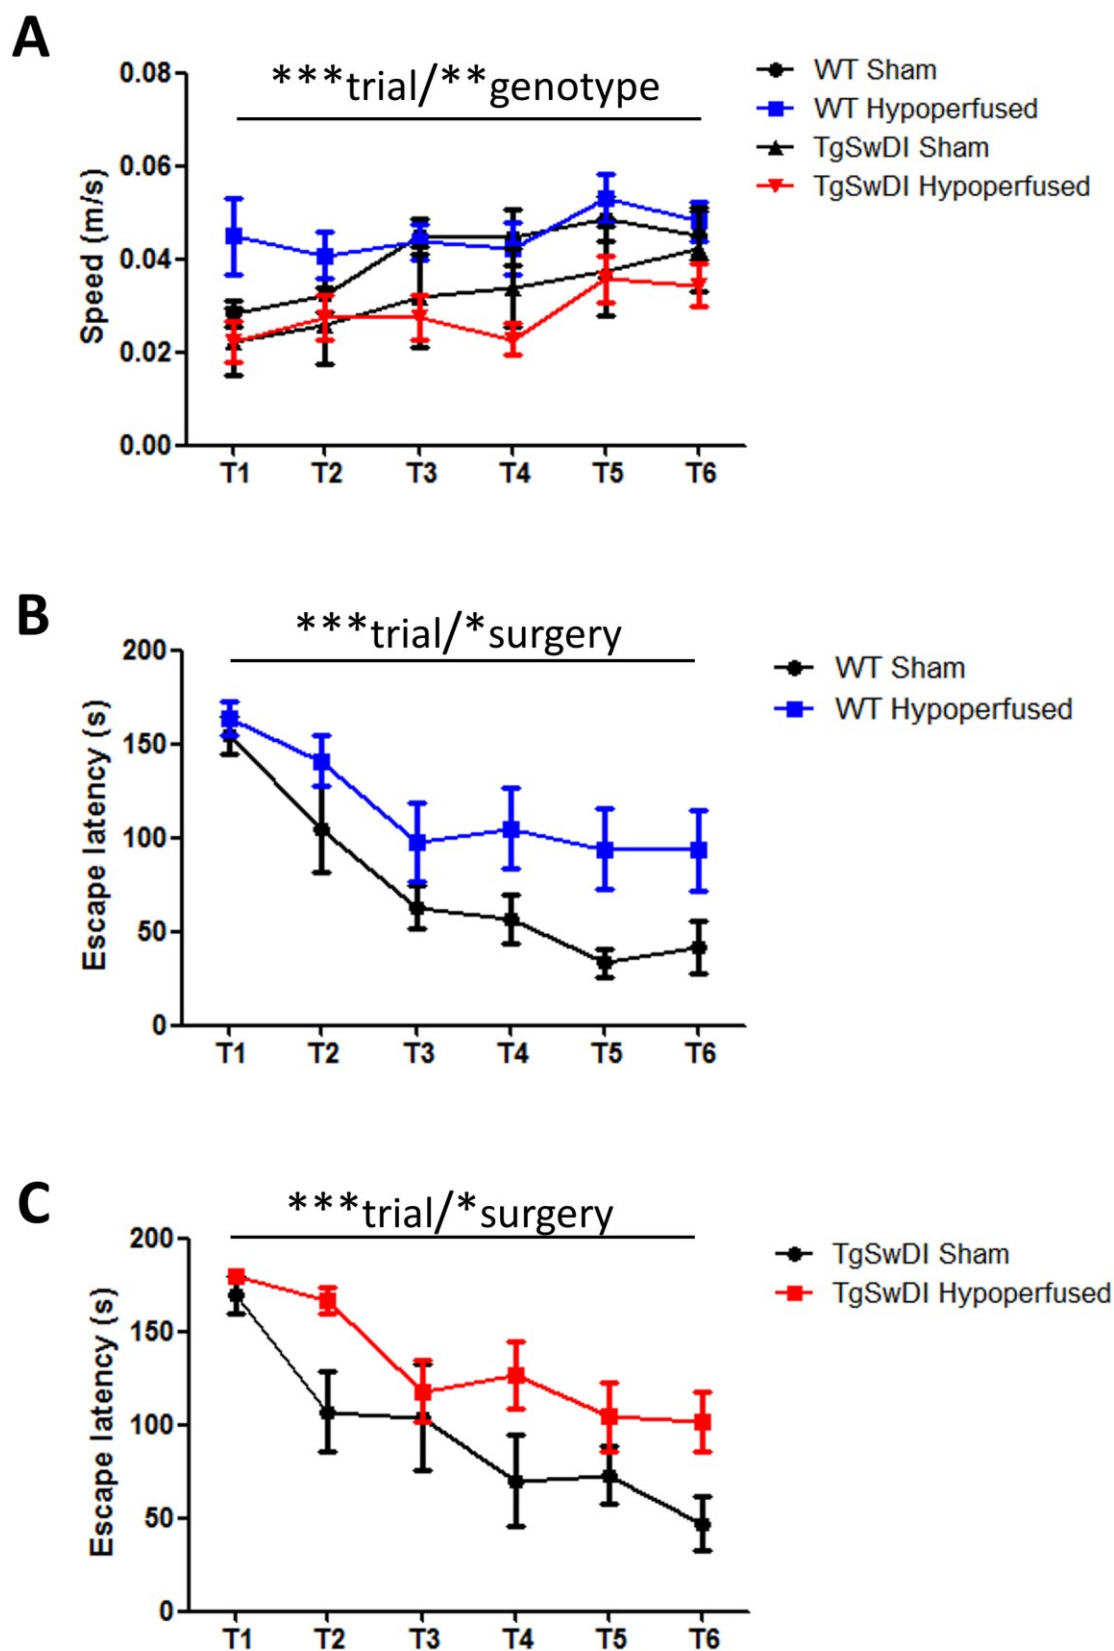 A
***trial/**genotype
WT Sham
WT Hypoperfused
TgSwDI Sham
TgSwDI Hypoperfused
Speed (m/s)
0.08
0.06
0.04
0.02
0.00
T1 T2 T3 T4 T5 T6
B
***trial/*surgery
WT Sham
WT Hypoperfused
Escape latency (s)
200
150
100
50
0
T1 T2 T3 T4 T5 T6
C
***trial/*surgery
TgSwDI Sham
TgSwDI Hypoperfused
Escape latency (s)
200
150
100
50
0
T1 T2 T3 T4 T5 T6